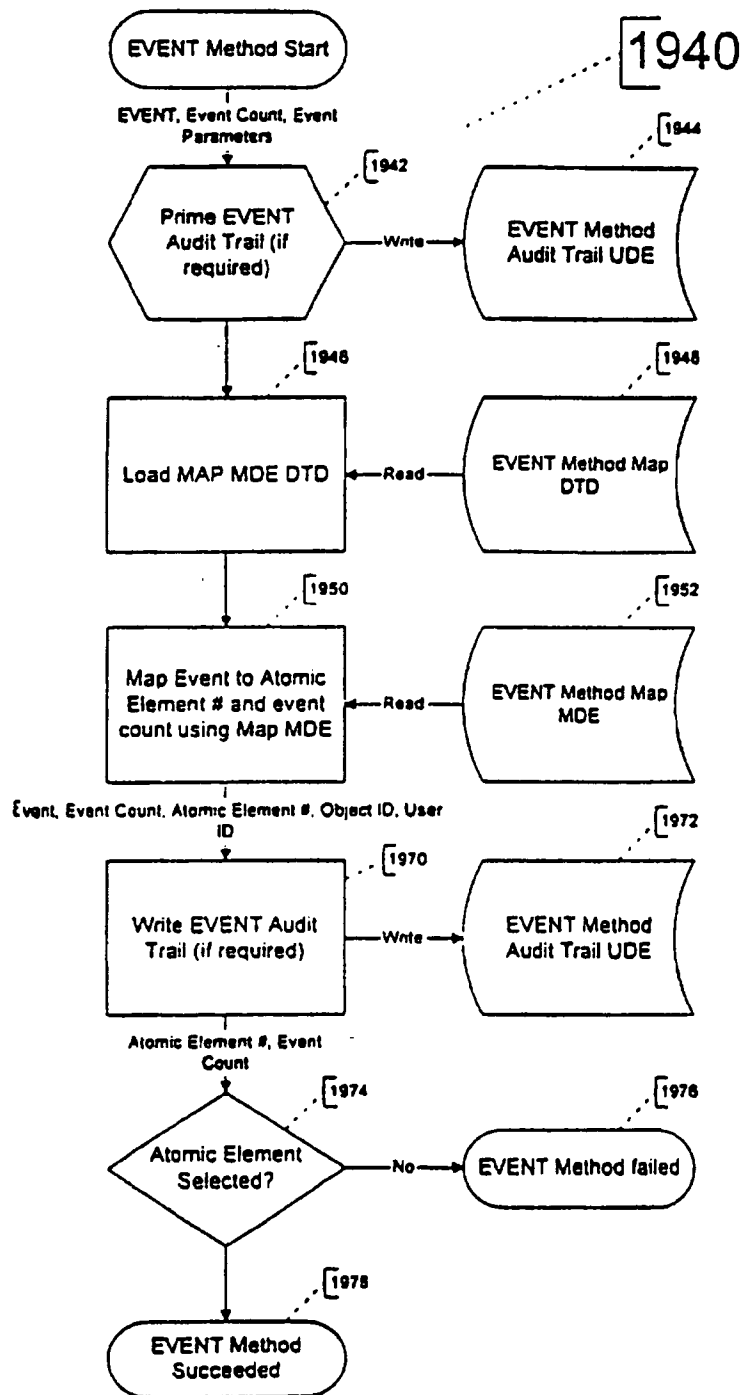 EVENT Method Start
1940
EVENT, Event Count, Event
Parameters
1942
1944
Prime EVENT
Audit Trail (if
required)
Write
EVENT Method
Audit Trail UDE
1946
1948
Load MAP MDE DTD
Read
EVENT Method Map
DTD
1950
1952
Map Event to Atomic
Element # and event
count using Map MDE
Read
EVENT Method Map
MDE
Event, Event Count, Atomic Element #, Object ID, User
ID
1970
1972
Write EVENT Audit
Trail (if required)
Write
EVENT Method
Audit Trail UDE
Atomic Element #, Event
Count
1974
1976
Atomic Element
Selected?
No
EVENT Method failed
1978
EVENT Method
Succeeded